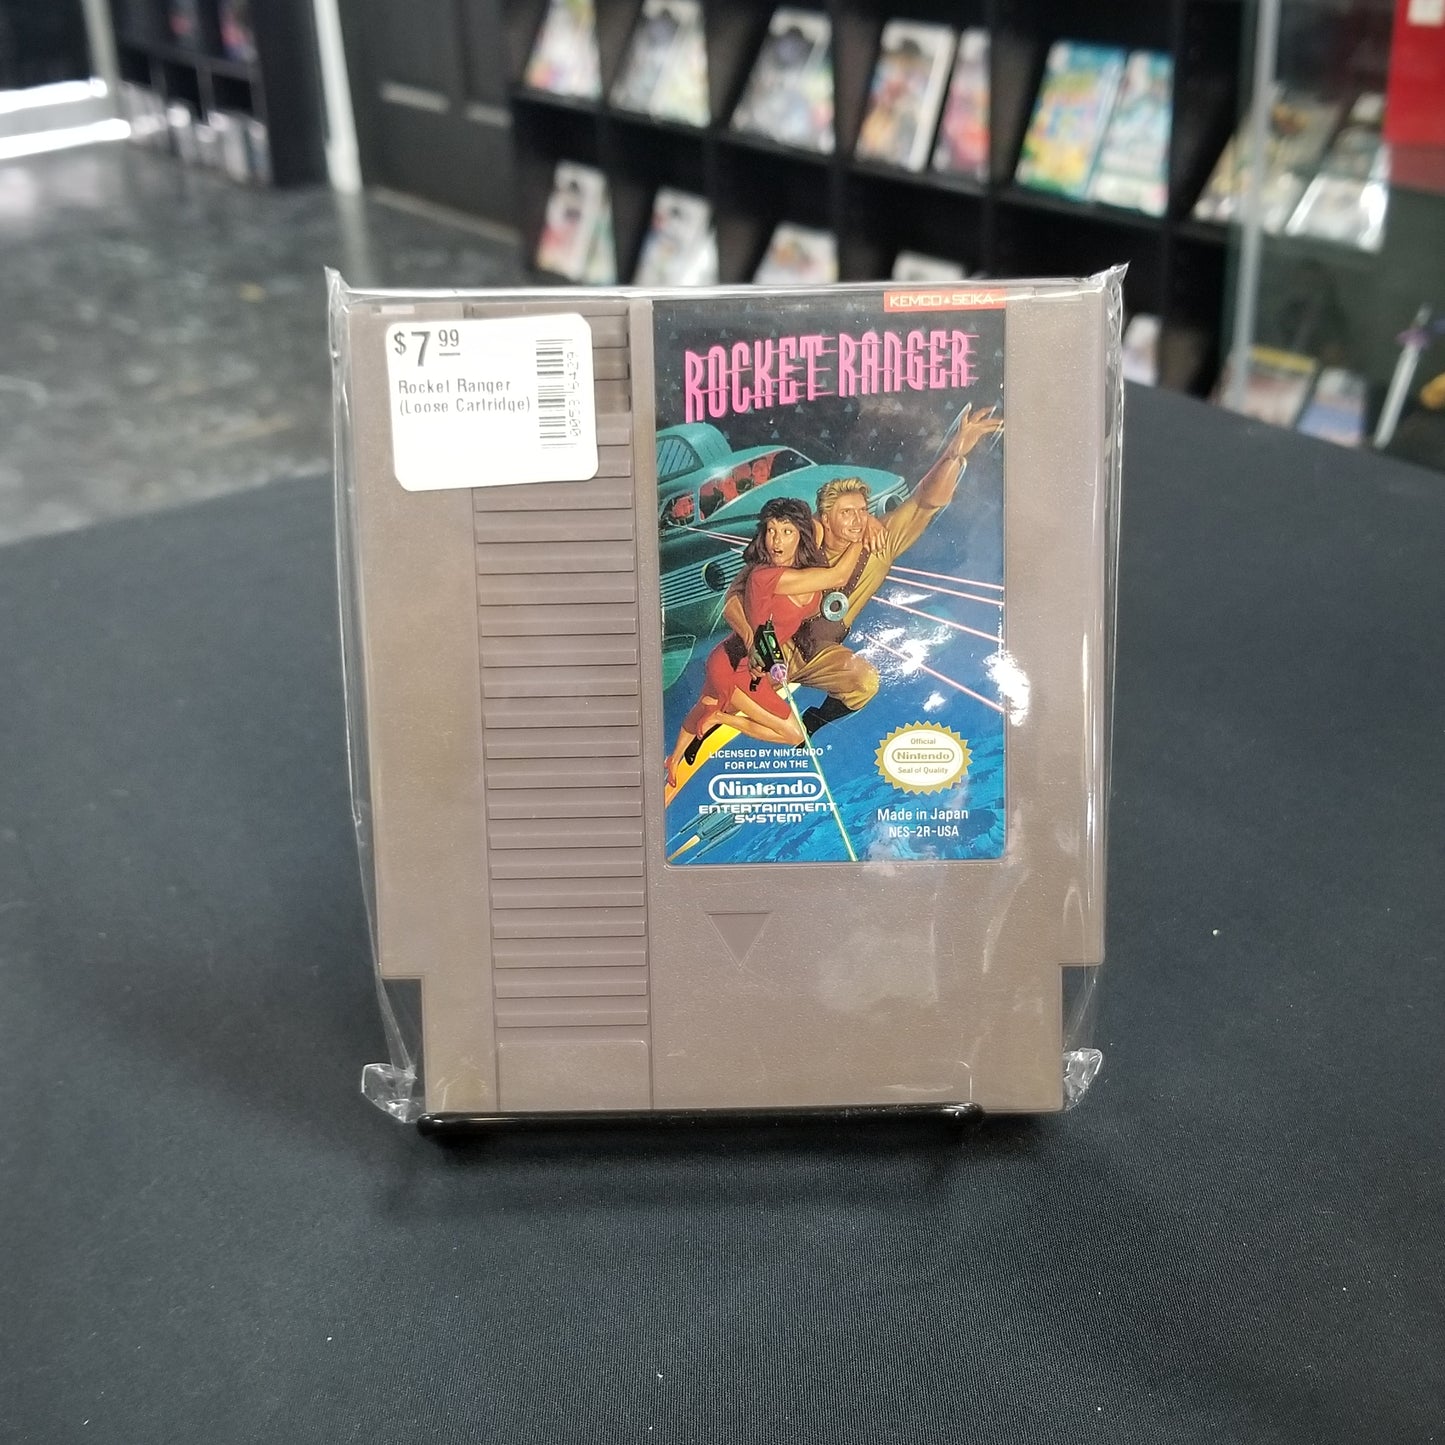 $7 99
Rocket Ranger
(Loose Cartridge)
KEMCO★SEIKA
ROCKET RANGER
LICENSED BY NINTENDO®
FOR PLAY ON THE
Nintendo
ENTERTAINMENT
SYSTEM
Official
Nintendo
Seal of Quality
Made in Japan
NES-2R-USA